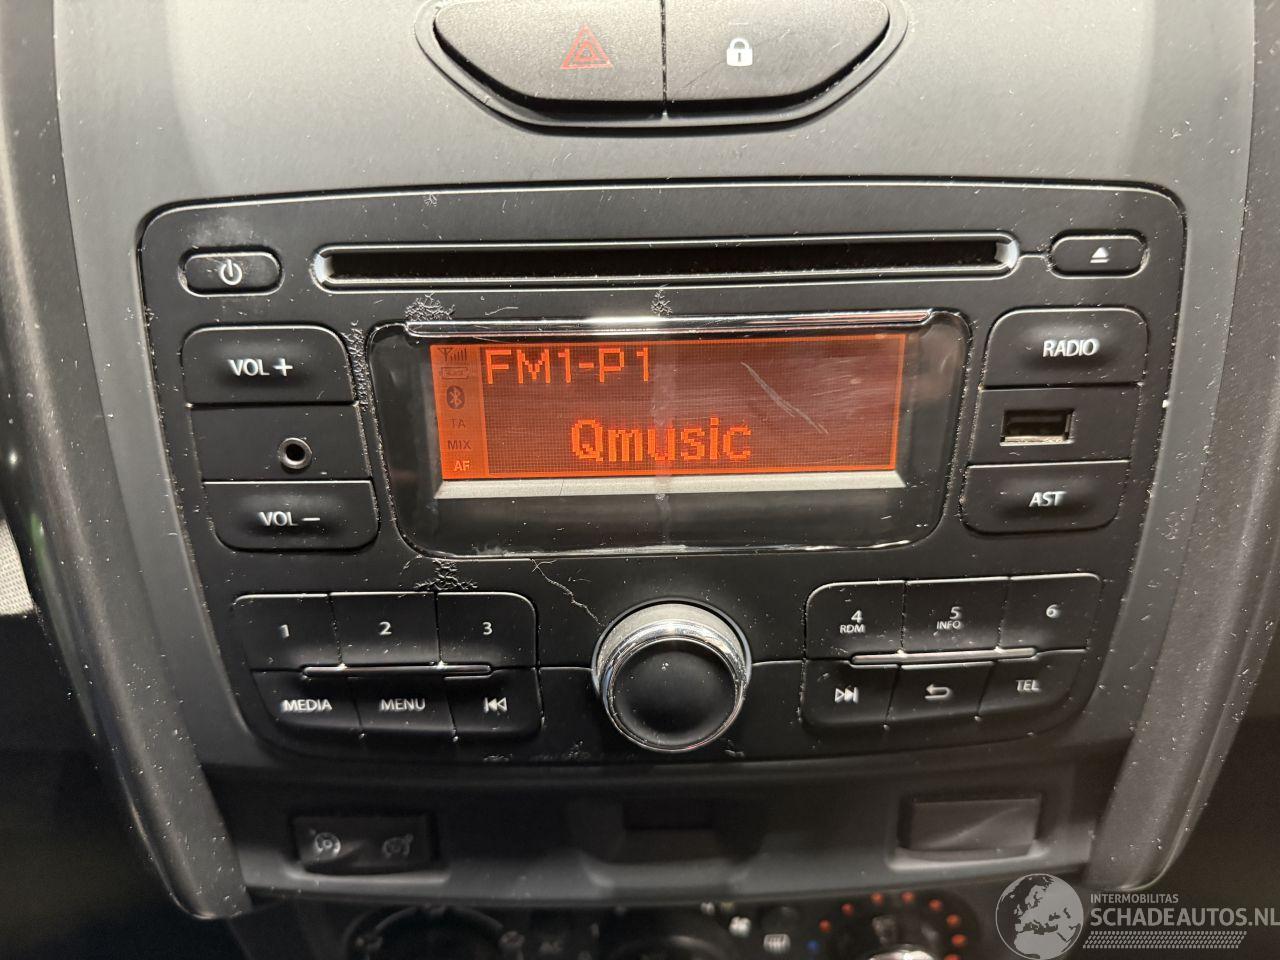 VOL +
RADIO
FM1-P1
TA
MIX
AF
Qmusic
VOL –
AST
1
2
3
4
RDM
5
INFO
6
MEDIA
MENU
TEL
INTERMOBILITAS
SCHADEAUTOS.NL